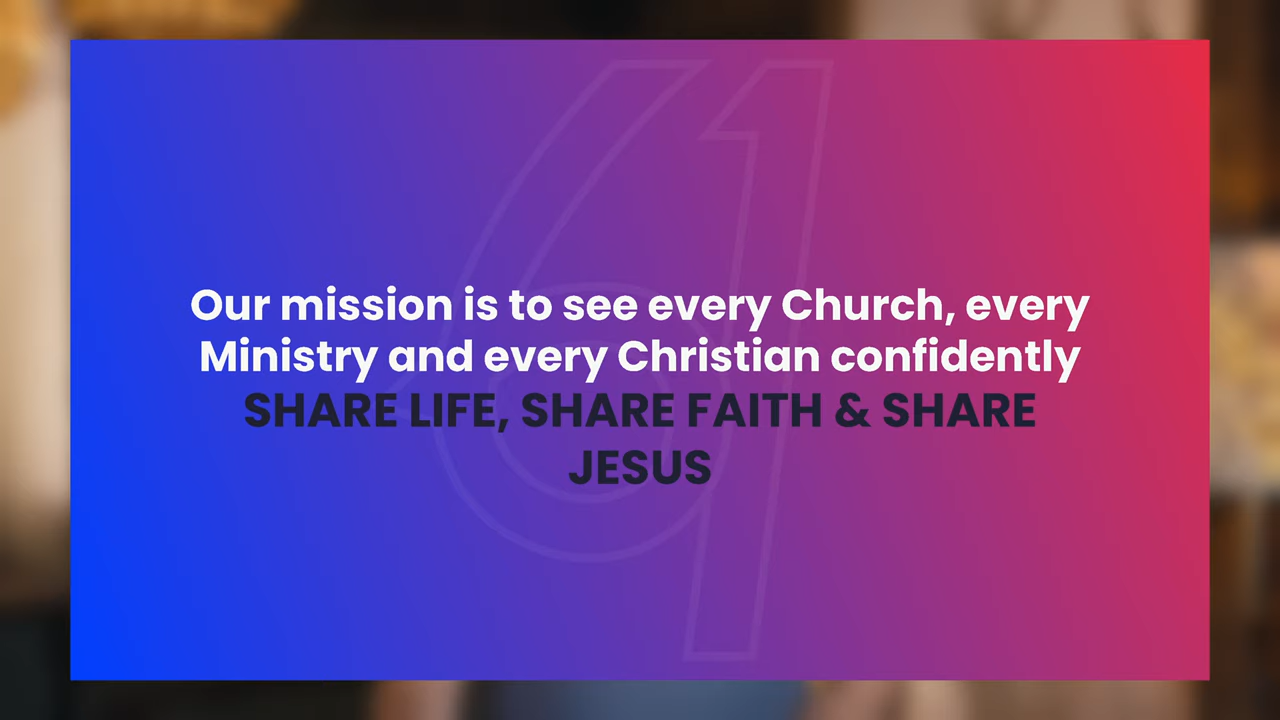 Our mission is to see every Church, every
Ministry and every Christian confidently
SHARE LIFE, SHARE FAITH & SHARE
JESUS